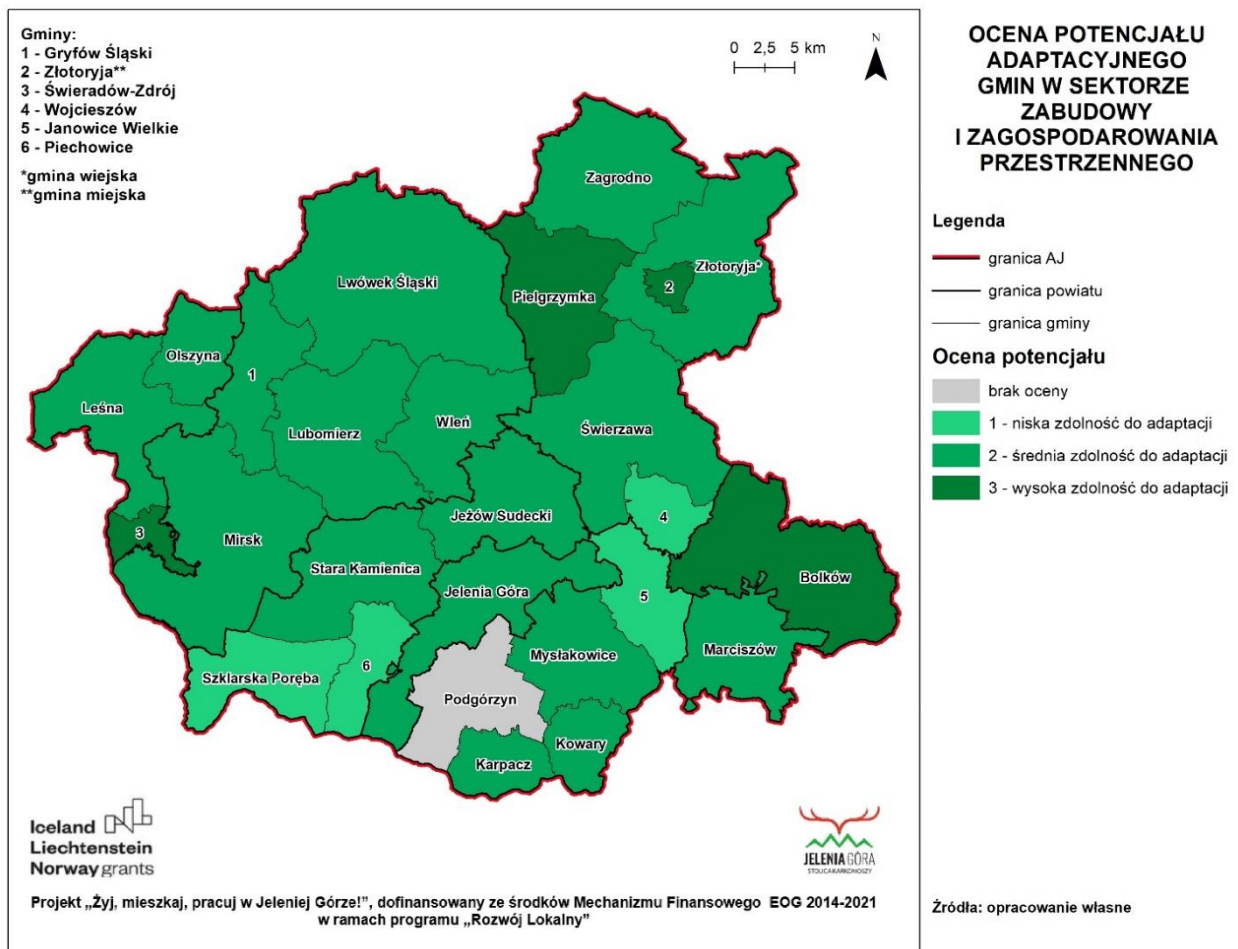 Gminy:
1 - Gryfów Śląski
2 - Złotoryja**
3 - Świeradów-Zdrój
4 - Wojcieszów
5 - Janowice Wielkie
6 - Piechowice
*gmina wiejska
**gmina miejska
0 2,5 5 km
N
Zagrodno
Złotoryja*
2
Pielgrzymka
Lwówek Śląski
Olszyna
1
Leśna
Lubomierz
Wleń
Świerzawa
4
3
Mirsk
Jeżów Sudecki
Stara Kamienica
Jelenia Góra
5
Bolków
Marciszów
Mysłakowice
6
Szklarska Poręba
Podgórzyn
Kowary
Karpacz
Iceland
Liechtenstein
Norway grants
JELENIA GÓRA
STOLICA KARKONOSZY
Projekt „Żyj, mieszkaj, pracuj w Jeleniej Górze!”, dofinansowany ze środków Mechanizmu Finansowego EOG 2014-2021
w ramach programu „Rozwój Lokalny”
OCENA POTENCJAŁU
ADAPTACYJNEGO
GMIN W SEKTORZE
ZABUDOWY
I ZAGOSPODAROWANIA
PRZESTRZENNEGO
Legenda
granica AJ
granica powiatu
granica gminy
Ocena potencjału
brak oceny
1 - niska zdolność do adaptacji
2 - średnia zdolność do adaptacji
3 - wysoka zdolność do adaptacji
Źródła: opracowanie własne